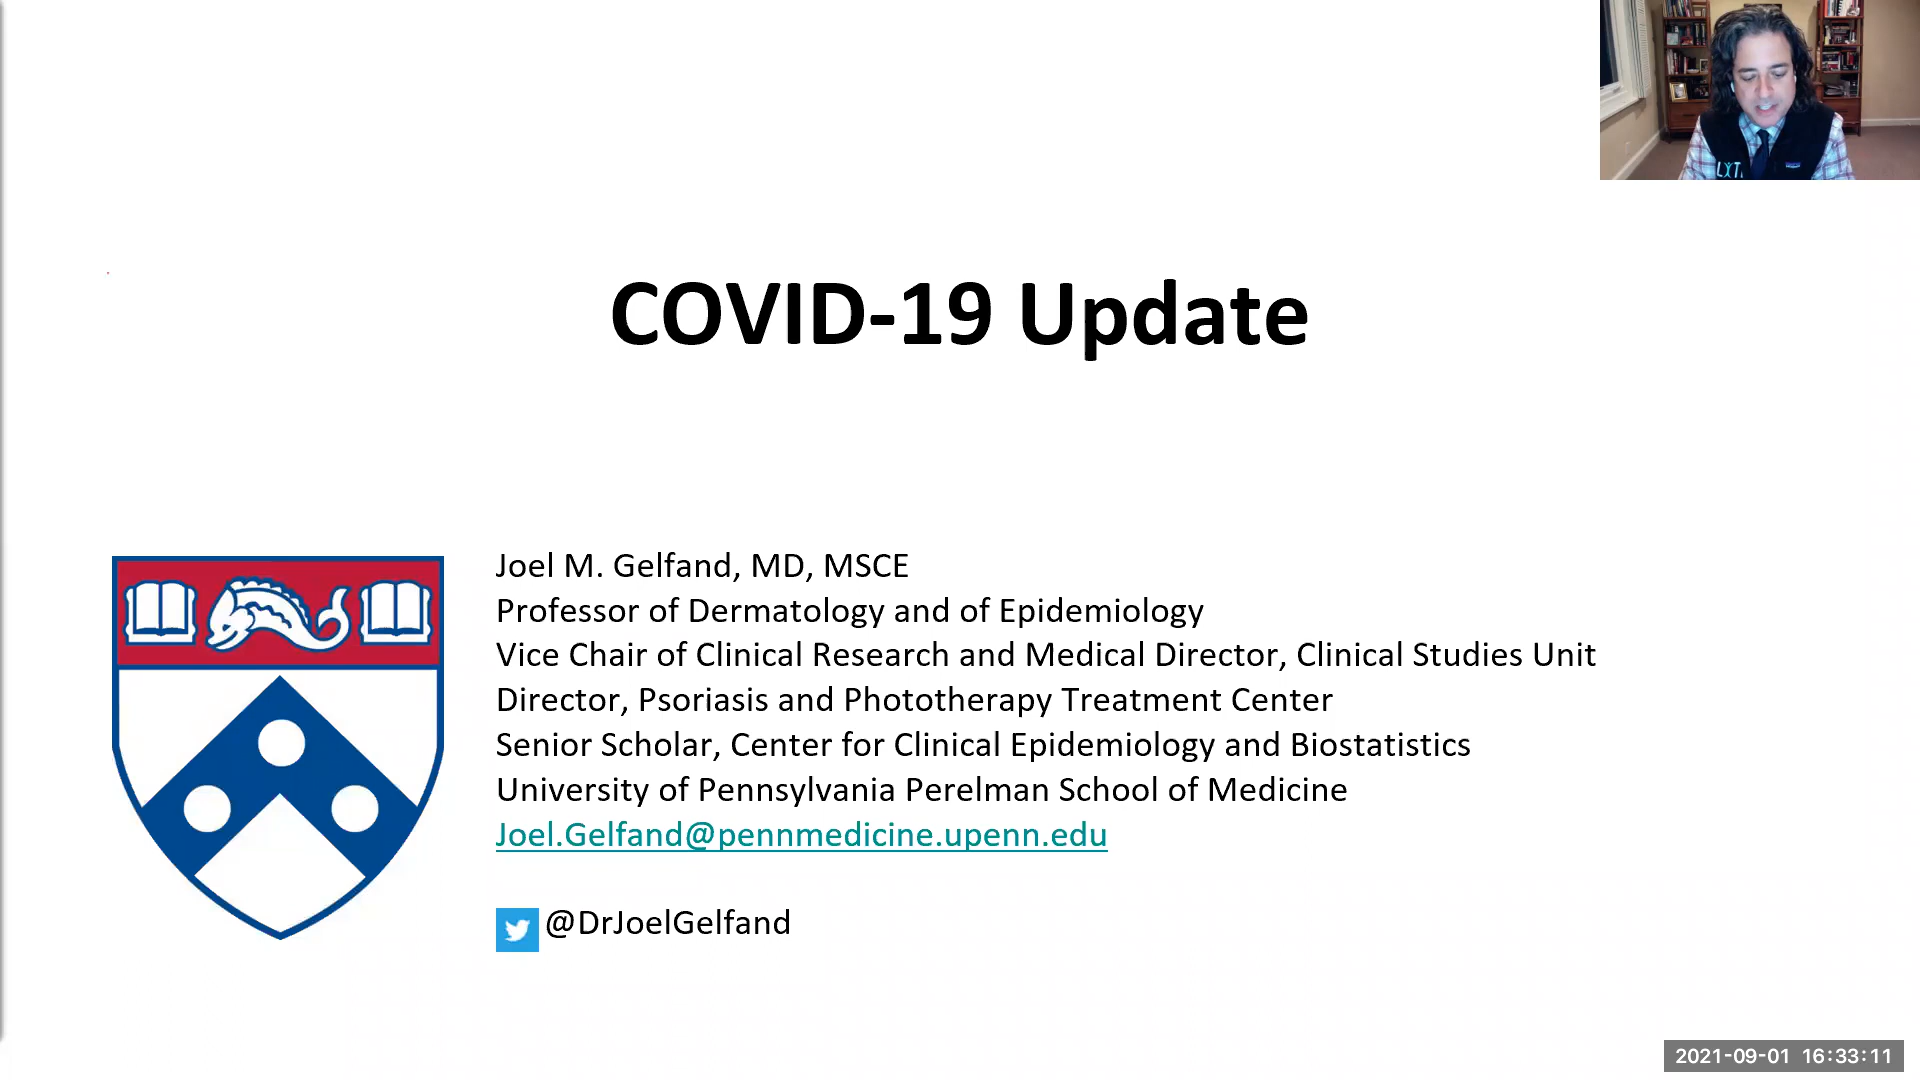 COVID-19 Update
Joel M. Gelfand, MD, MSCE
Professor of Dermatology and of Epidemiology
Vice Chair of Clinical Research and Medical Director, Clinical Studies Unit
Director, Psoriasis and Phototherapy Treatment Center
Senior Scholar, Center for Clinical Epidemiology and Biostatistics
University of Pennsylvania Perelman School of Medicine
Joel.Gelfand@pennmedicine.upenn.edu
@DrJoelGelfand
2021-09-01 16:33:11